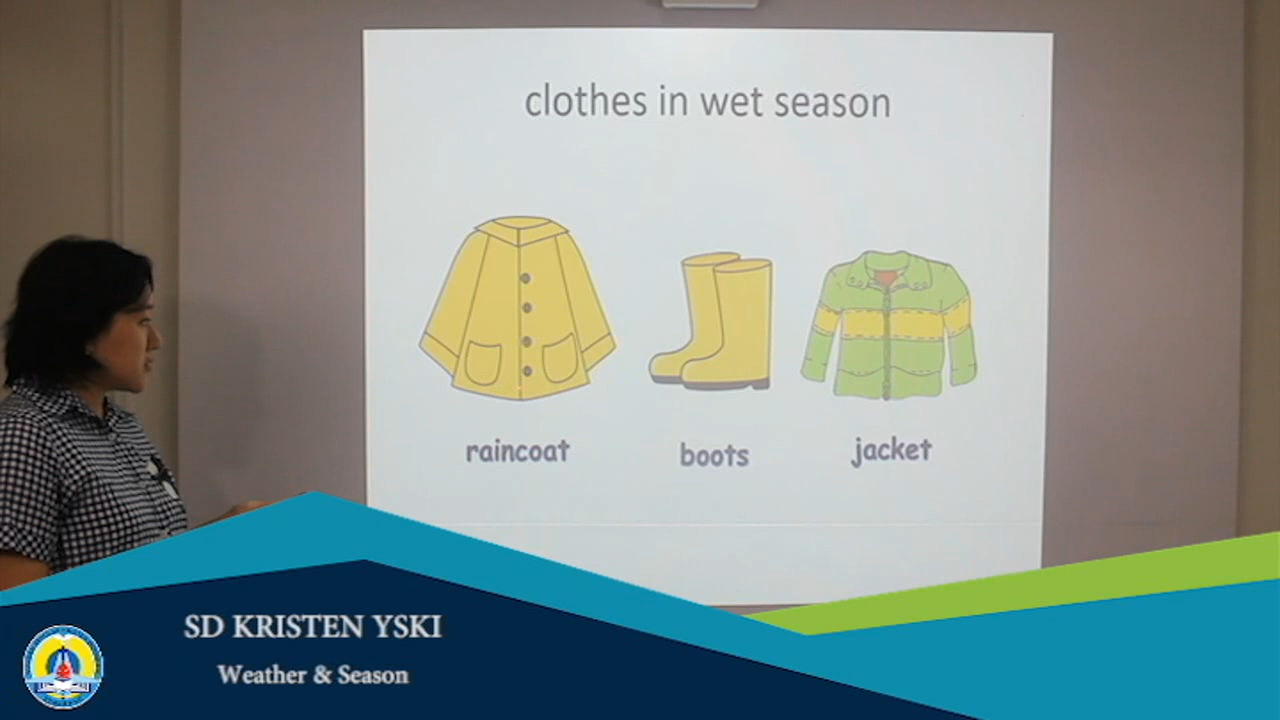 clothes in wet season
raincoat
boots
jacket
SD KRISTEN YSKI
Weather & Season